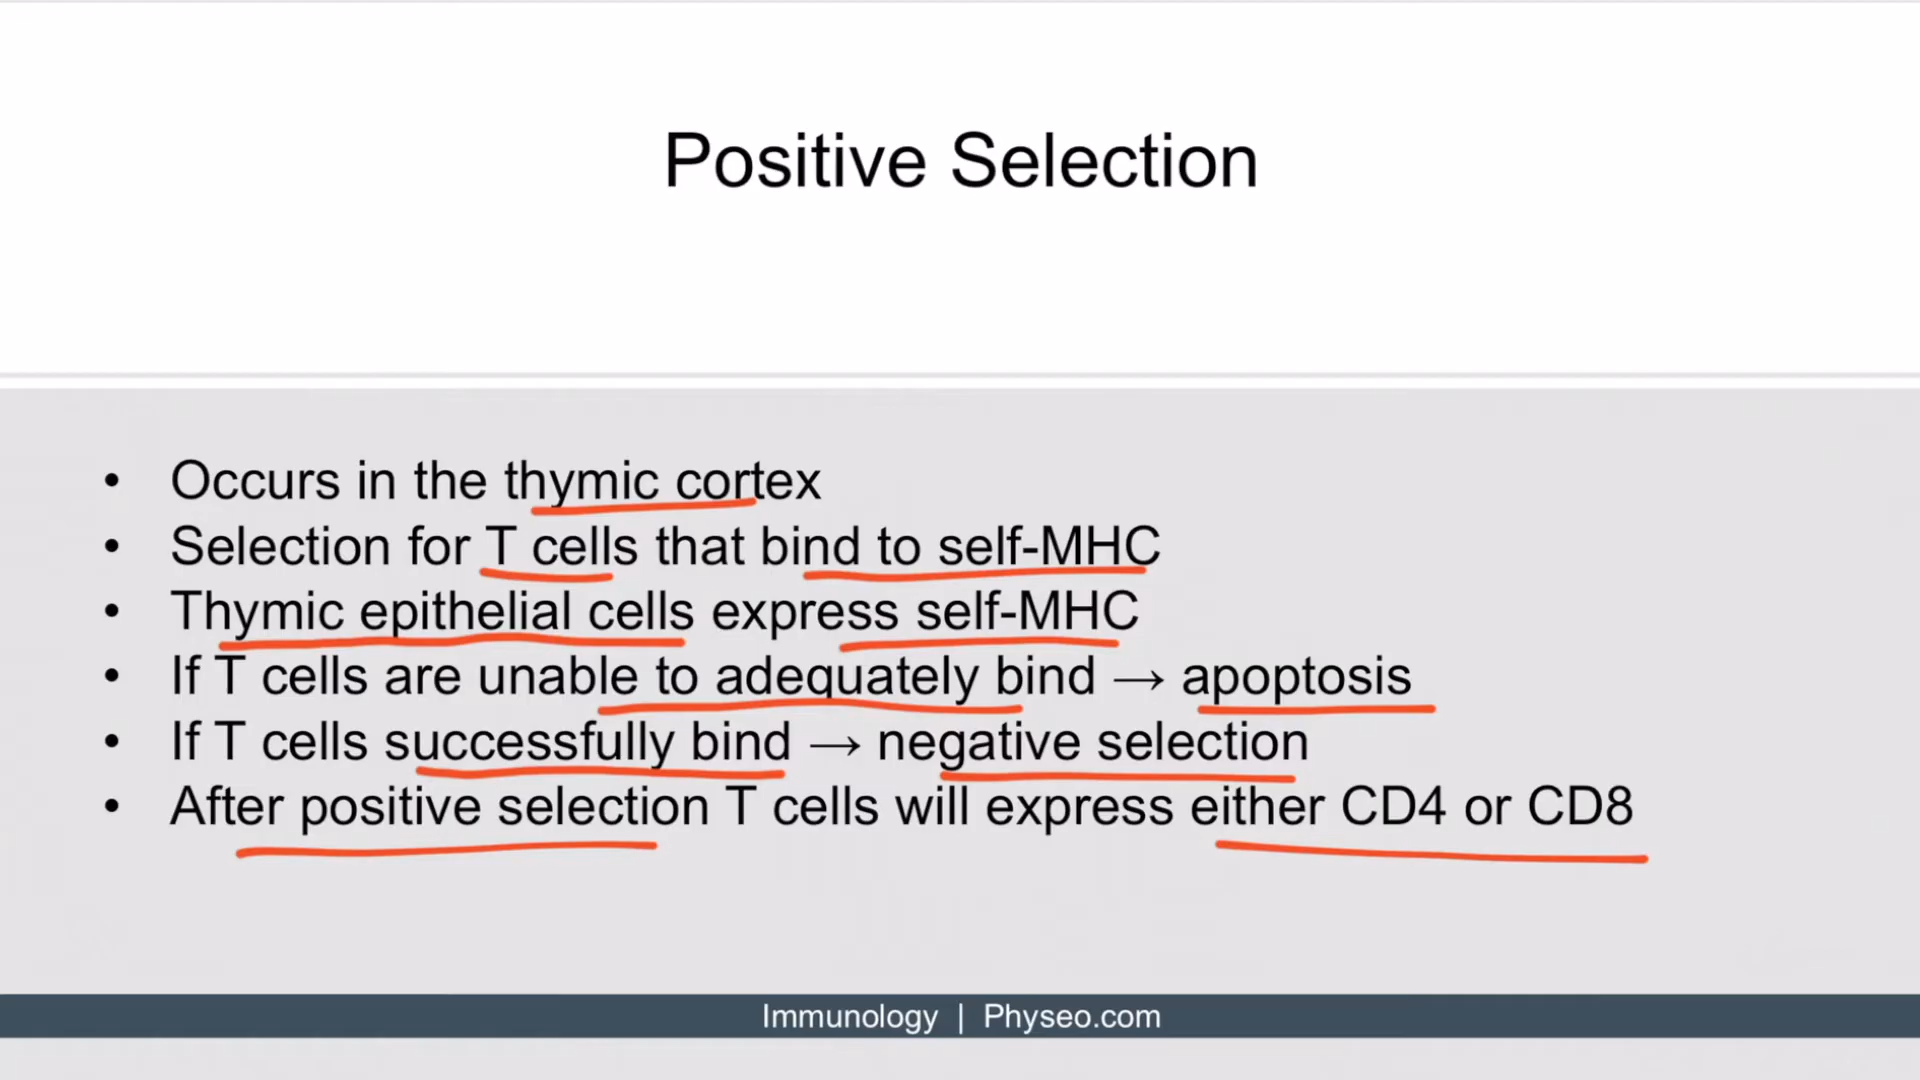 Positive Selection
• Occurs in the thymic cortex
• Selection for T cells that bind to self-MHC
• Thymic epithelial cells express self-MHC
• If T cells are unable to adequately bind → apoptosis
• If T cells successfully bind → negative selection
• After positive selection T cells will express either CD4 or CD8
Immunology | Physeo.com